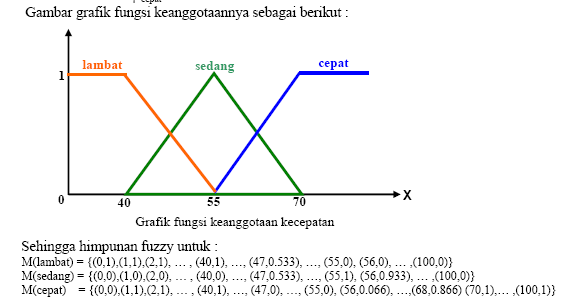 Gambar grafik fungsi keanggotaannya sebagai berikut :
lambat
sedang
cepat
1
0
40
55
70
X
Grafik fungsi keanggotaan kecepatan
Sehingga himpunan fuzzy untuk :
M(lambat) = {(0,1),(1,1),(2,1), … , (40,1), …, (47,0.533), …, (55,0), (56,0), … ,(100,0)}
M(sedang) = {(0,0),(1,0)(2,0), … , (40,0), …, (47,0.533), …, (55,1), (56,0.933), … ,(100,0)}
M(cepat) = {(0,0),(1,1),(2,1), … , (40,1), …, (47,0), …, (55,0), (56,0.066), …,(68,0.866) (70,1),… ,(100,1)}